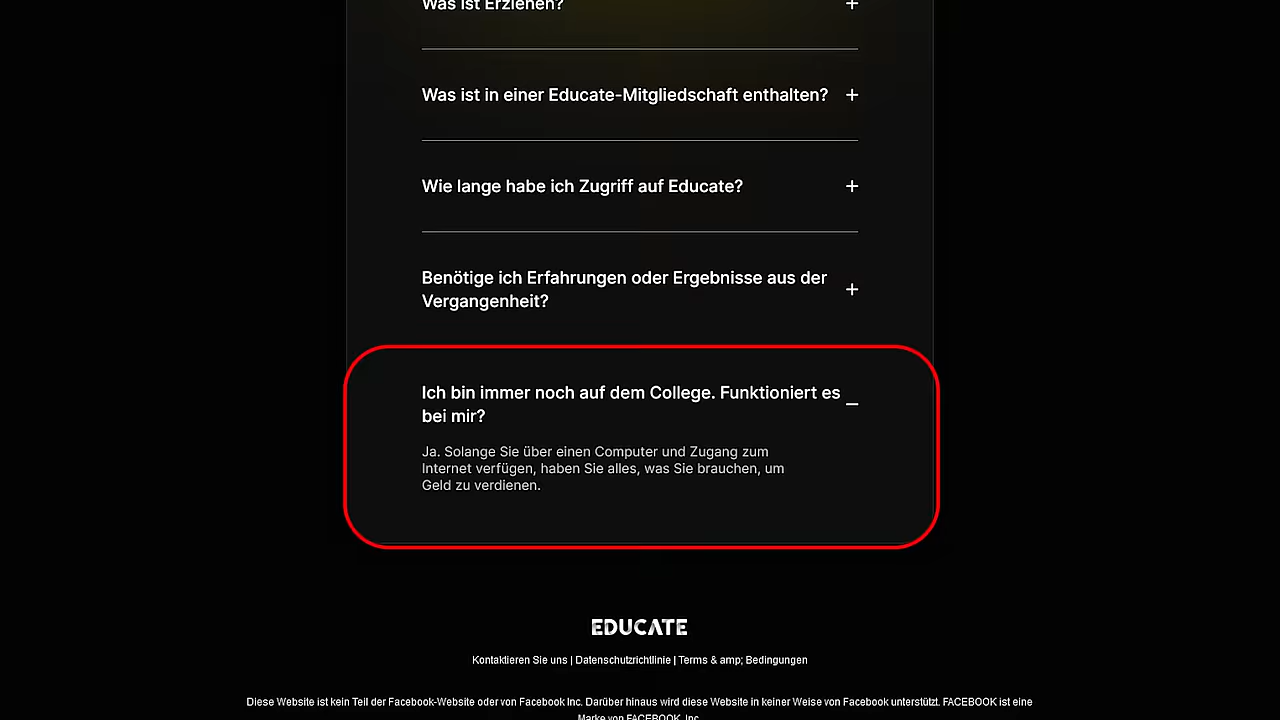 Was ist Erziehen?
Was ist in einer Educate-Mitgliedschaft enthalten?
Wie lange habe ich Zugriff auf Educate?
Benötige ich Erfahrungen oder Ergebnisse aus der
Vergangenheit?
Ich bin immer noch auf dem College. Funktioniert es
bei mir?
Ja. Solange Sie über einen Computer und Zugang zum
Internet verfügen, haben Sie alles, was Sie brauchen, um
Geld zu verdienen.
EDUCATE
Kontaktieren Sie uns | Datenschutzrichtlinie | Terms & amp; Bedingungen
Diese Website ist kein Teil der Facebook-Website oder von Facebook Inc. Darüber hinaus wird diese Website in keiner Weise von Facebook unterstützt. FACEBOOK ist eine
Marke von FACEBOOK, Inc.